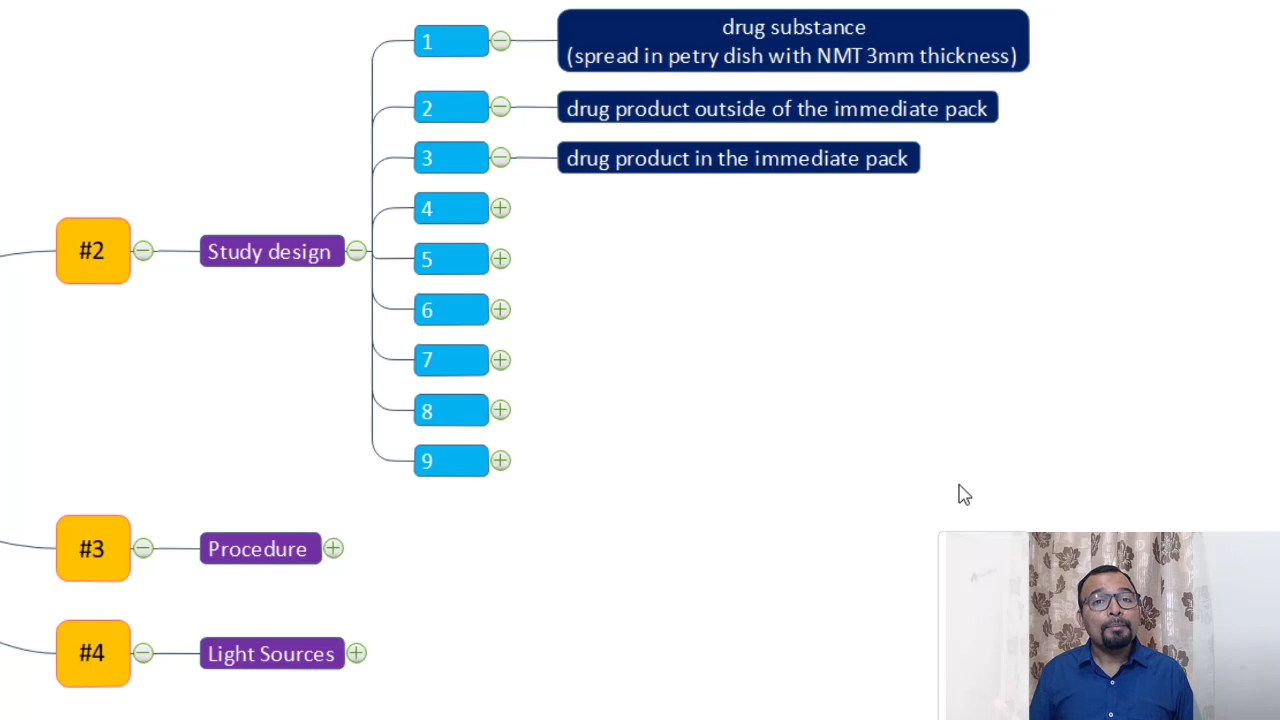 1
drug substance
(spread in petry dish with NMT 3mm thickness)
2
drug product outside of the immediate pack
3
drug product in the immediate pack
4
#2
Study design
5
6
7
8
9
#3
Procedure
#4
Light Sources